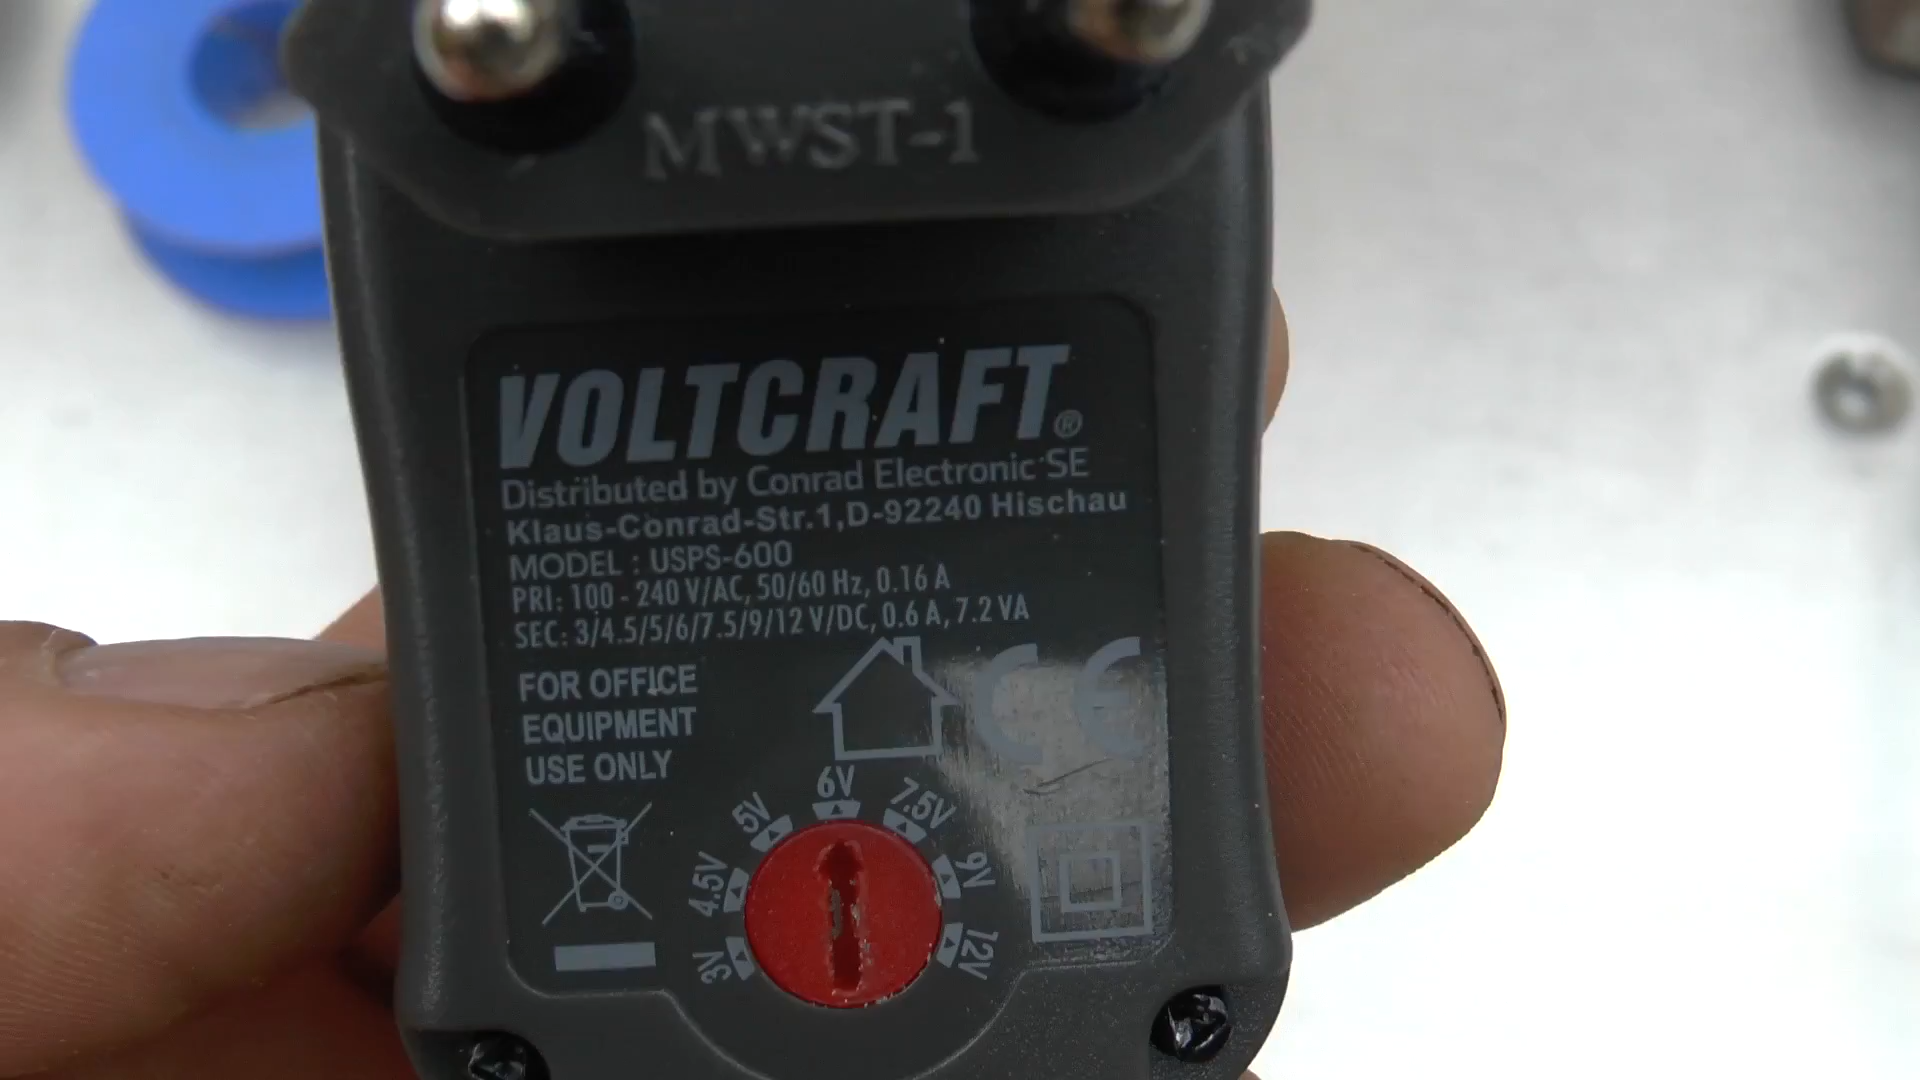 MWST-1
VOLTCRAFT®
Distributed by Conrad Electronic SE
Klaus-Conrad-Str.1,D-92240 Hischau
MODEL : USPS-600
PRI: 100 - 240 V/AC, 50/60 Hz, 0.16 A
SEC: 3/4.5/5/6/7.5/9/12 V/DC, 0.6 A, 7.2 VA
FOR OFFICE
EQUIPMENT
USE ONLY
CE
3V
4.5V
5V
6V
7.5V
9V
12V